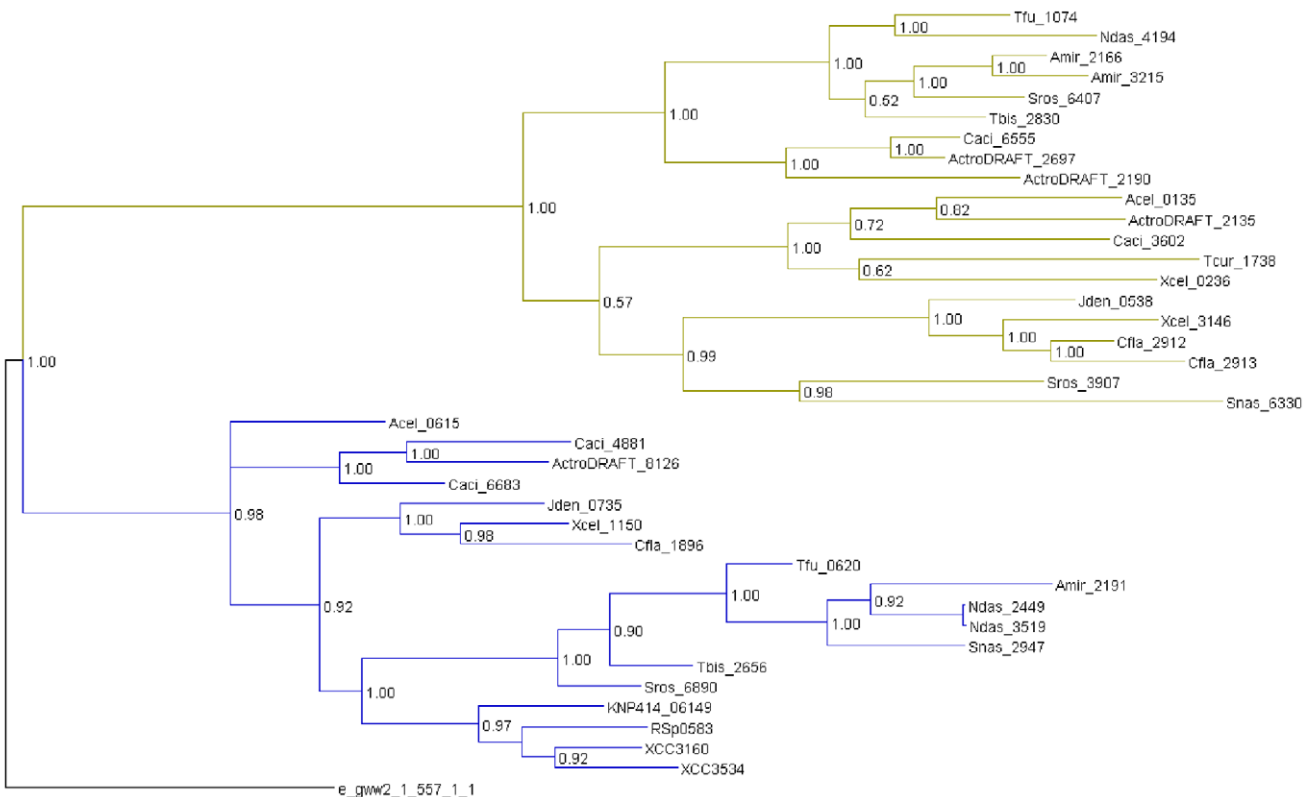 Tfu_1074
1.00
Ndas_4194
Amir_2166
1.00
1.00
Amir_3215
1.00
0.52
Sros_6407
1.00
Tbis_2830
Caci_6555
1.00
ActroDRAFT_2697
1.00
ActroDRAFT_2190
Acel_0135
1.00
0.82
ActroDRAFT_2135
0.72
Caci_3602
1.00
Tcur_1738
0.62
Xcel_0236
0.57
Jden_0538
1.00
Xcel_3146
1.00
Cfla_2912
0.99
1.00
1.00
Cfla_2913
Sros_3907
0.98
Snas_6330
Acel_0615
Caci_4881
1.00
ActroDRAFT_8126
1.00
Caci_6683
Jden_0735
0.98
1.00
Xcel_1150
0.98
Cfla_1896
Tfu_0620
Amir_2191
1.00
0.92
Ndas_2449
0.92
1.00
Ndas_3519
0.90
Snas_2947
1.00
Tbis_2656
Sros_6890
1.00
KNP414_06149
0.97
RSp0583
XCC3160
0.92
XCC3534
e_gww2_1_557_1_1